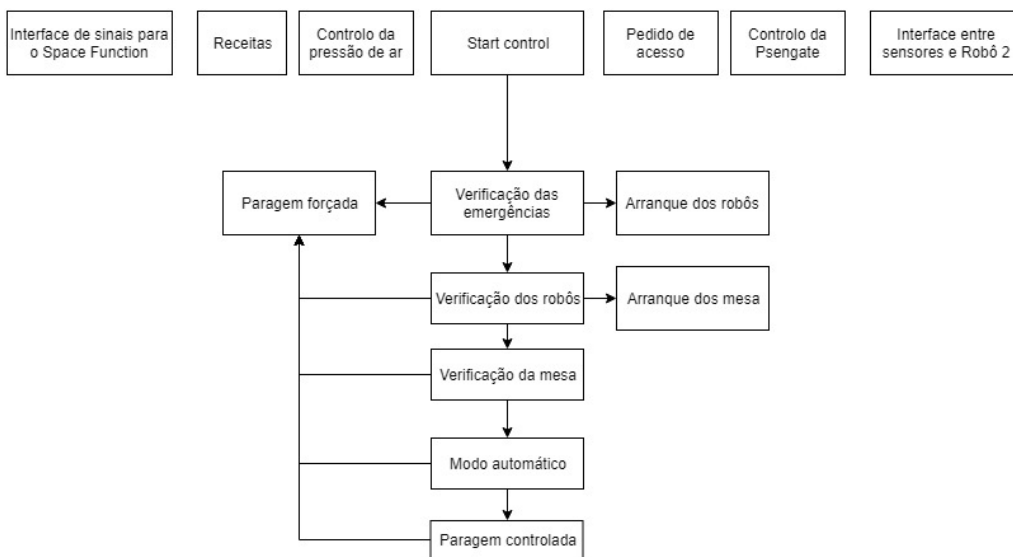 Interface de sinais para
o Space Function
Receitas
Controlo da
pressão de ar
Start control
Pedido de
acesso
Controlo da
Psengate
Interface entre
sensores e Robô 2
Paragem forçada
Verificação das
emergências
Arranque dos robôs
Verificação dos robôs
Arranque dos mesa
Verificação da mesa
Modo automático
Paragem controlada